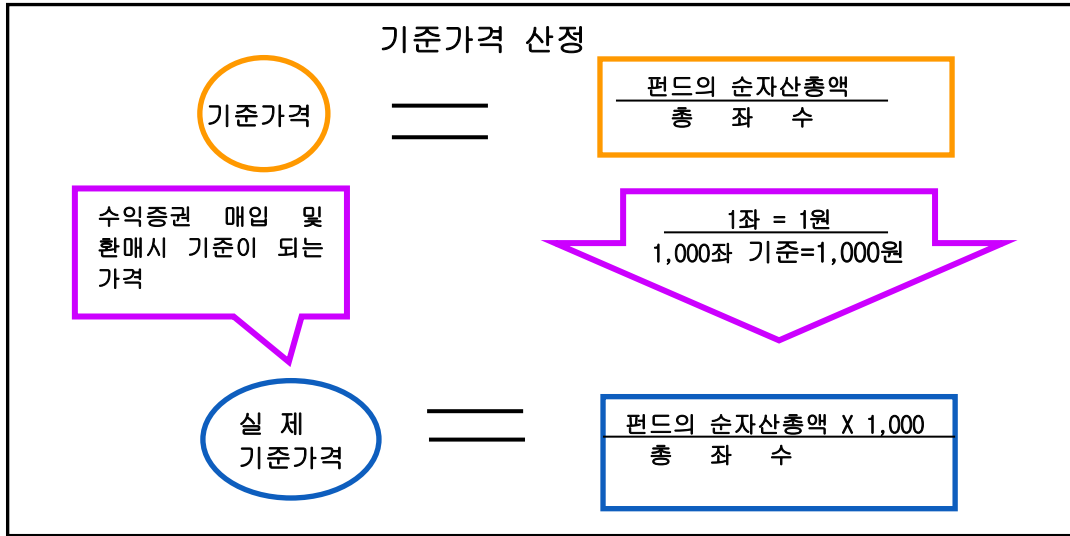 기준가격 산정
기준가격
펀드의 순자산총액
총 좌 수
수익증권 매입 및
환매시 기준이 되는
가격
1좌 = 1원
1,000좌 기준=1,000원
실 제
기준가격
펀드의 순자산총액 X 1,000
총 좌 수